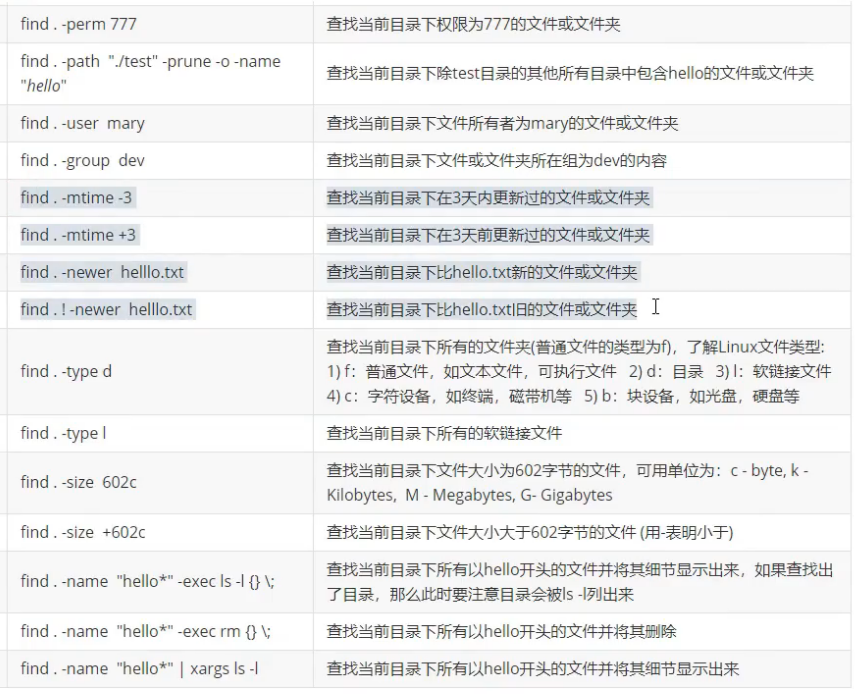 find . -perm 777
查找当前目录下权限为777的文件或文件夹
find . -path "./test" -prune -o -name
"hello"
查找当前目录下除test目录的其他所有目录中包含hello的文件或文件夹
find . -user mary
查找当前目录下文件所有者为mary的文件或文件夹
find . -group dev
查找当前目录下文件或文件夹所在组为dev的内容
find . -mtime -3
查找当前目录下在3天内更新过的文件或文件夹
find . -mtime +3
查找当前目录下在3天前更新过的文件或文件夹
find . -newer helllo.txt
查找当前目录下比hello.txt新的文件或文件夹
find . ! -newer helllo.txt
查找当前目录下比hello.txt旧的文件或文件夹
find . -type d
查找当前目录下所有的文件夹(普通文件的类型为f)，了解Linux文件类型:
1) f：普通文件，如文本文件，可执行文件 2) d：目录 3) l：软链接文件
4) c：字符设备，如终端，磁带机等 5) b：块设备，如光盘，硬盘等
find . -type l
查找当前目录下所有的软链接文件
find . -size 602c
查找当前目录下文件大小为602字节的文件，可用单位为：c - byte, k -
Kilobytes, M - Megabytes, G- Gigabytes
find . -size +602c
查找当前目录下文件大小大于602字节的文件 (用-表明小于)
find . -name "hello*" -exec ls -l {} \;
查找当前目录下所有以hello开头的文件并将其细节显示出来，如果查找出
了目录，那么此时要注意目录会被ls -l列出来
find . -name "hello*" -exec rm {} \;
查找当前目录下所有以hello开头的文件并将其删除
find . -name "hello*" | xargs ls -l
查找当前目录下所有以hello开头的文件并将其细节显示出来